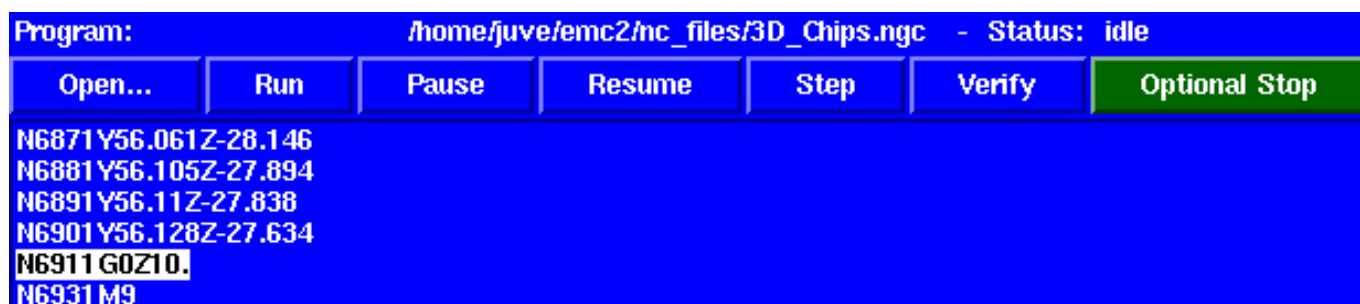 Program: /home/juve/emc2/nc_files/3D_Chips.ngc - Status: idle
Open... Run Pause Resume Step Verify Optional Stop
N6871Y56.061Z-28.146
N6881Y56.105Z-27.894
N6891Y56.11Z-27.838
N6901Y56.128Z-27.634
N6911G0Z10.
N6931M9